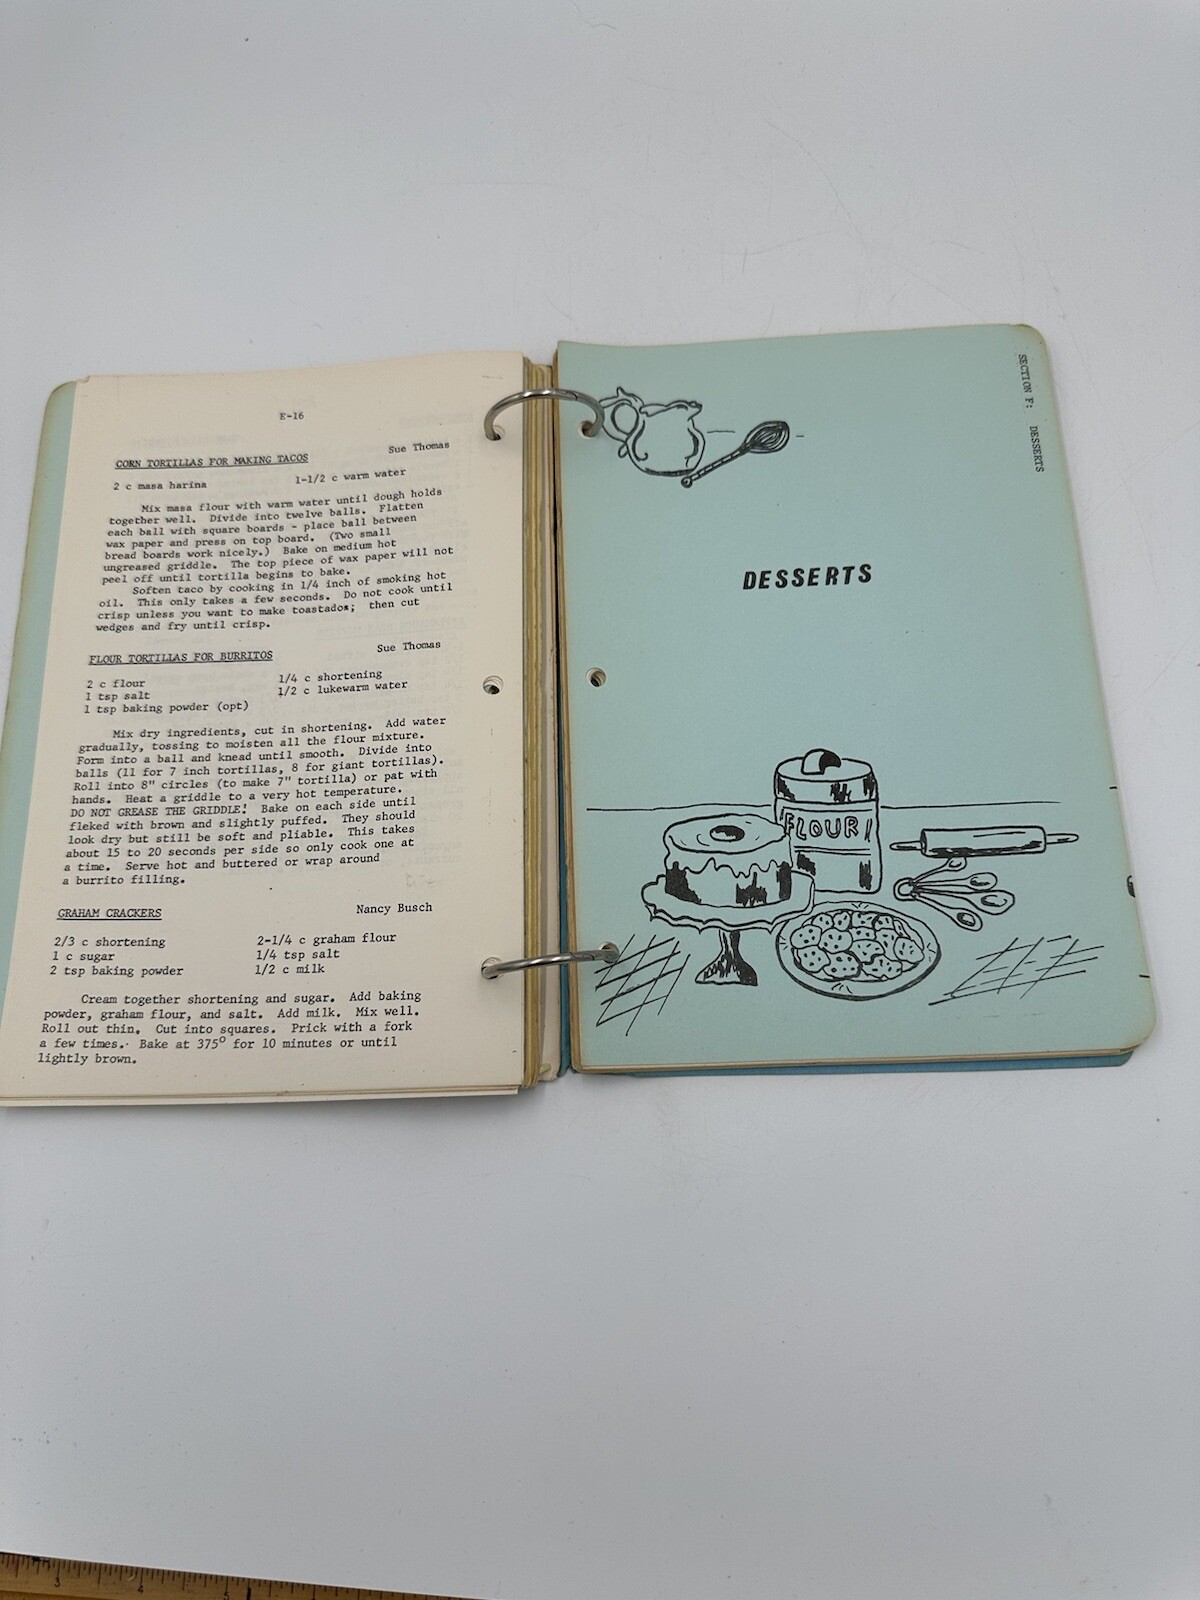 E-16
CORN TORTILLAS FOR MAKING TACOS Sue Thomas
2 c masa harina 1-1/2 c warm water
Mix masa flour with warm water until dough holds
together well. Divide into twelve balls. Flatten
each ball with square boards - place ball between
wax paper and press on top board. (Two small
bread boards work nicely.) Bake on medium hot
ungreased griddle. The top piece of wax paper will not
peel off until tortilla begins to bake.
Soften taco by cooking in 1/4 inch of smoking hot
oil. This only takes a few seconds. Do not cook until
crisp unless you want to make toastados; then cut
wedges and fry until crisp.
FLOUR TORTILLAS FOR BURRITOS Sue Thomas
2 c flour 1/4 c shortening
1 tsp salt 1/2 c lukewarm water
1 tsp baking powder (opt)
Mix dry ingredients, cut in shortening. Add water
gradually, tossing to moisten all the flour mixture.
Form into a ball and knead until smooth. Divide into
balls (11 for 7 inch tortillas, 8 for giant tortillas).
Roll into 8" circles (to make 7" tortilla) or pat with
hands. Heat a griddle to a very hot temperature.
DO NOT GREASE THE GRIDDLE! Bake on each side until
fleked with brown and slightly puffed. They should
look dry but still be soft and pliable. This takes
about 15 to 20 seconds per side so only cook one at
a time. Serve hot and buttered or wrap around
a burrito filling.
GRAHAM CRACKERS Nancy Busch
2/3 c shortening 2-1/4 c graham flour
1 c sugar 1/4 tsp salt
2 tsp baking powder 1/2 c milk
Cream together shortening and sugar. Add baking
powder, graham flour, and salt. Add milk. Mix well.
Roll out thin. Cut into squares. Prick with a fork
a few times. Bake at 375° for 10 minutes or until
lightly brown.
SECTION F: DESSERTS
DESSERTS
FLOUR
3
4
5
6
7